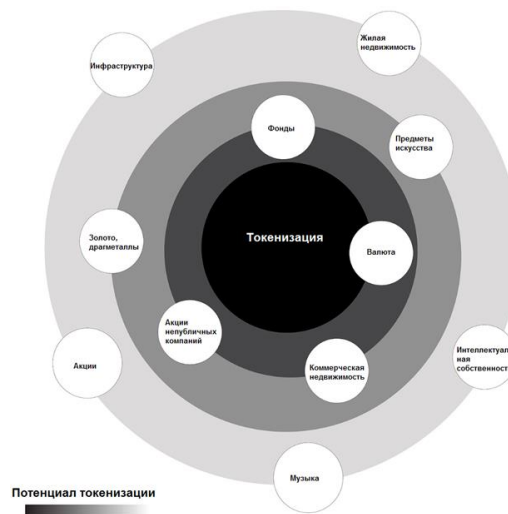 Жилая
недвижимость
Инфраструктура
Фонды
Предметы
искусства
Токенизация
Золото,
драгметаллы
Валюта
Акции
непубличных
компаний
Интеллектуал
ная
собственност
Акции
Коммерческая
недвижимость
Музыка
Потенциал токенизации